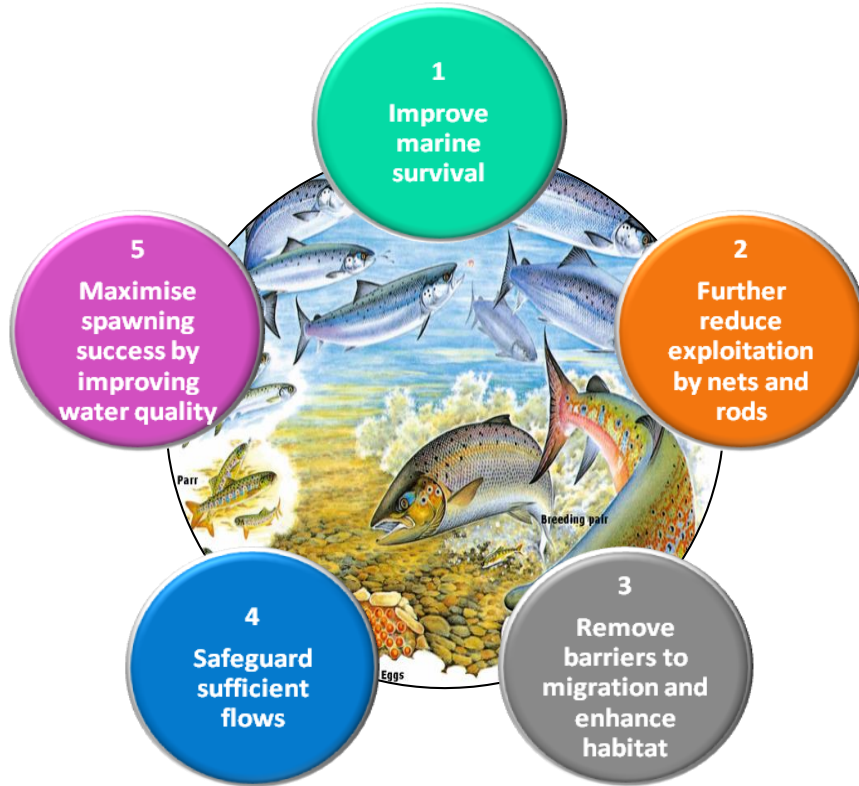 1
Improve
marine
survival
2
Further
reduce
exploitation
by nets and
rods
3
Remove
barriers to
migration and
enhance
habitat
4
Safeguard
sufficient
flows
5
Maximise
spawning
success by
improving
water quality
Parr
Breeding pair
Eggs